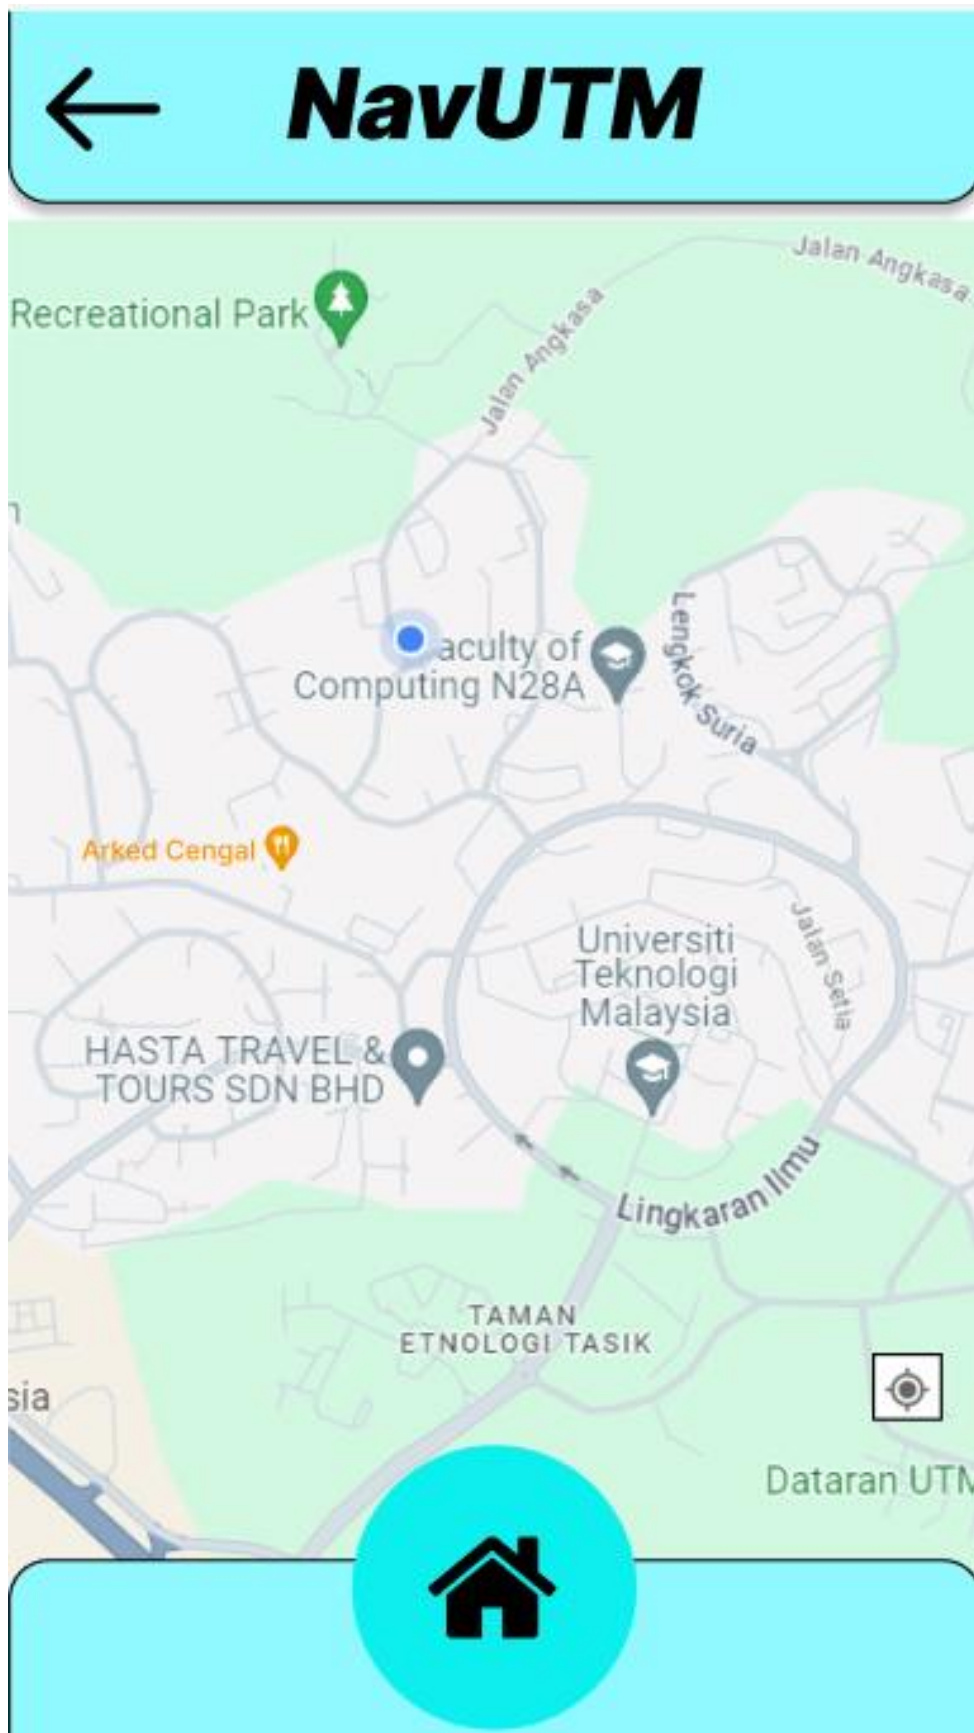 NavUTM
Jalan Angkasa
Recreational Park
Jalan Angkasa
n
aculty of
Computing N28A
Lengkok Suria
Arked Cengal
Universiti
Teknologi
Malaysia
Jalan Setia
HASTA TRAVEL &
TOURS SDN BHD
Lingkaran Ilmu
TAMAN
ETNOLOGI TASIK
sia
Dataran UTM